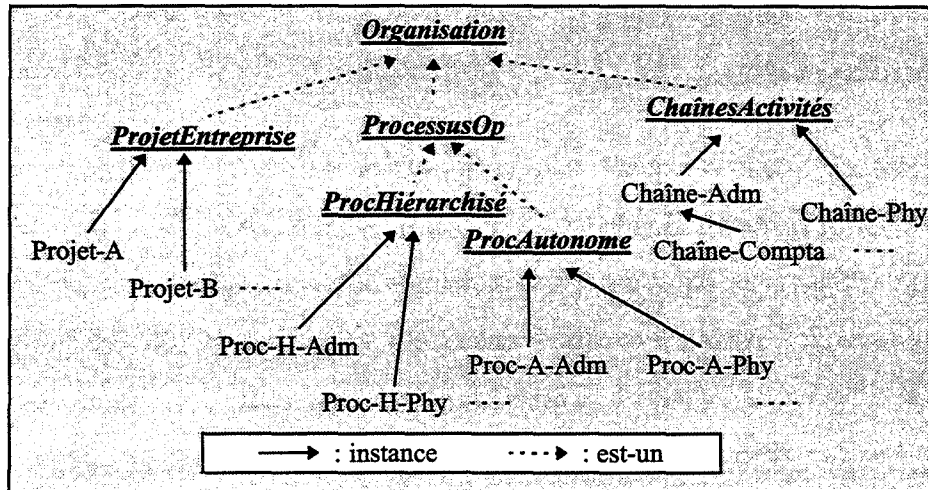 Organisation
ProjetEntreprise
ProcessusOp
ChaînesActivités
ProcHiérarchisé
ProcAutonome
Chaîne-Adm
Chaîne-Phy
Chaîne-Compta
Projet-A
Projet-B
Proc-H-Adm
Proc-A-Adm
Proc-A-Phy
Proc-H-Phy
: instance : est-un